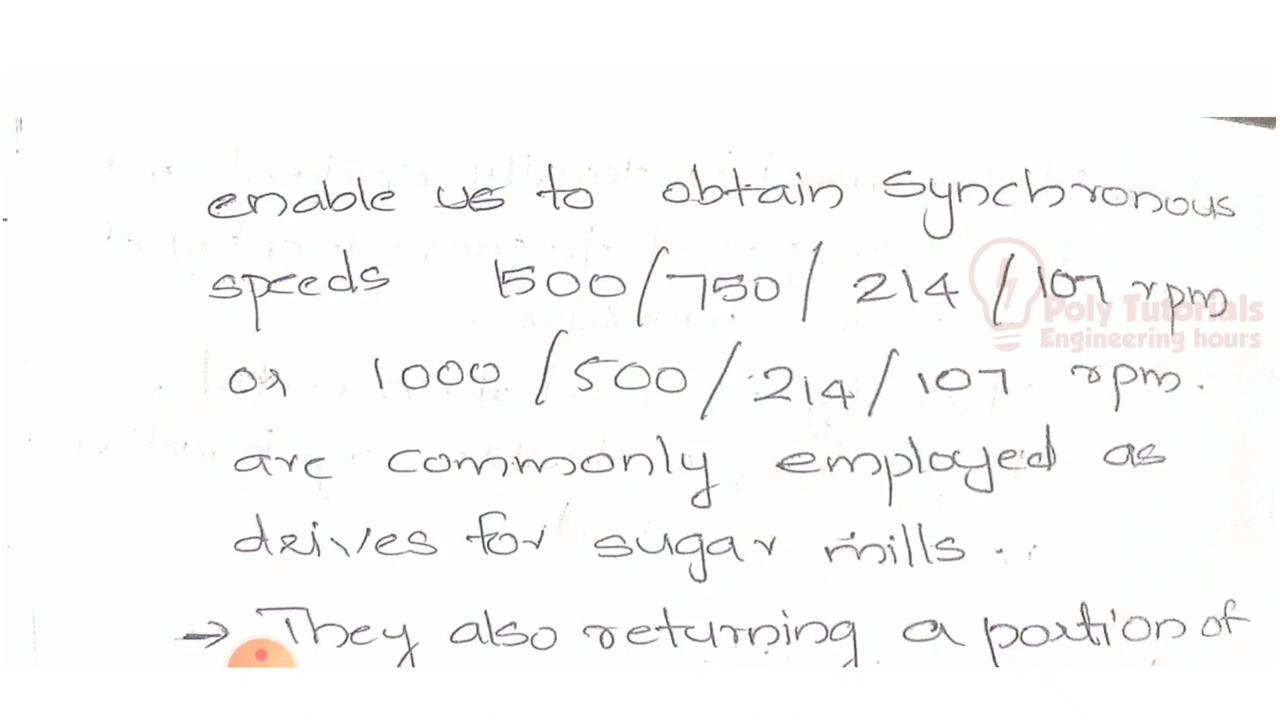 enable us to obtain synchronous
speeds 1500/750/ 214 /107 rpm
or 1000 /500/ 214/107 rpm.
are commonly employed as
drives for sugar mills.
→ They also returning a portion of
Poly Tutorials
Engineering hours